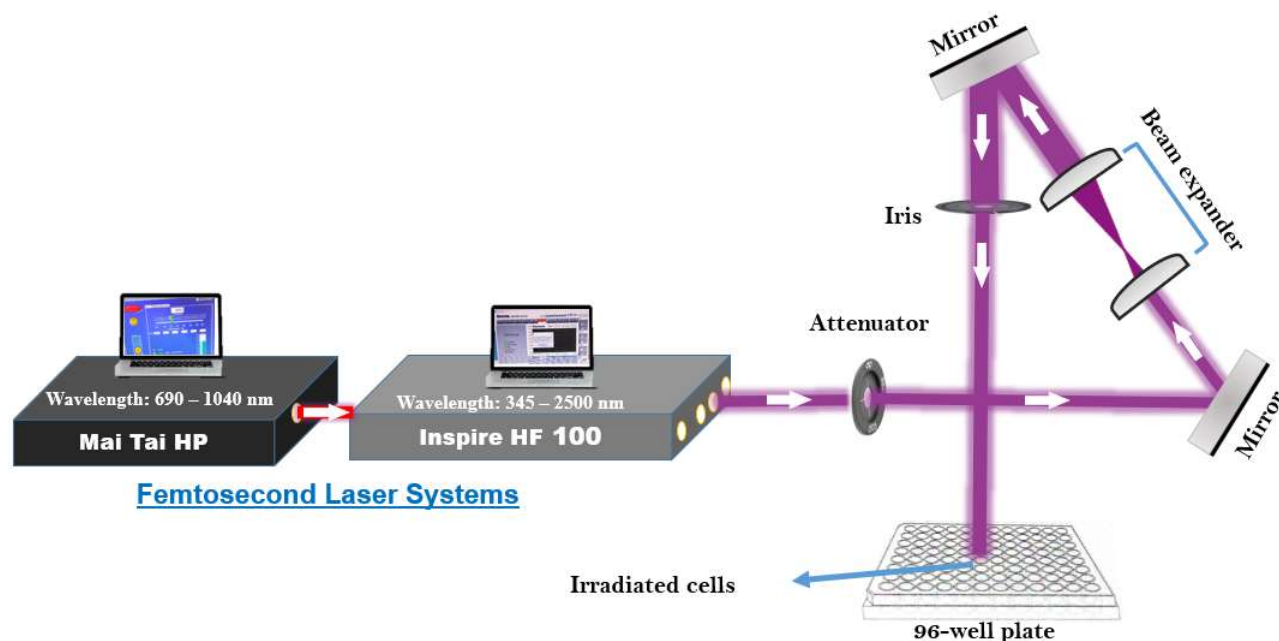 Mirror
Beam expander
Iris
Attenuator
Wavelength: 690 – 1040 nm
Mai Tai HP
Wavelength: 345 – 2500 nm
Inspire HF 100
Mirror
Femtosecond Laser Systems
Irradiated cells
96-well plate